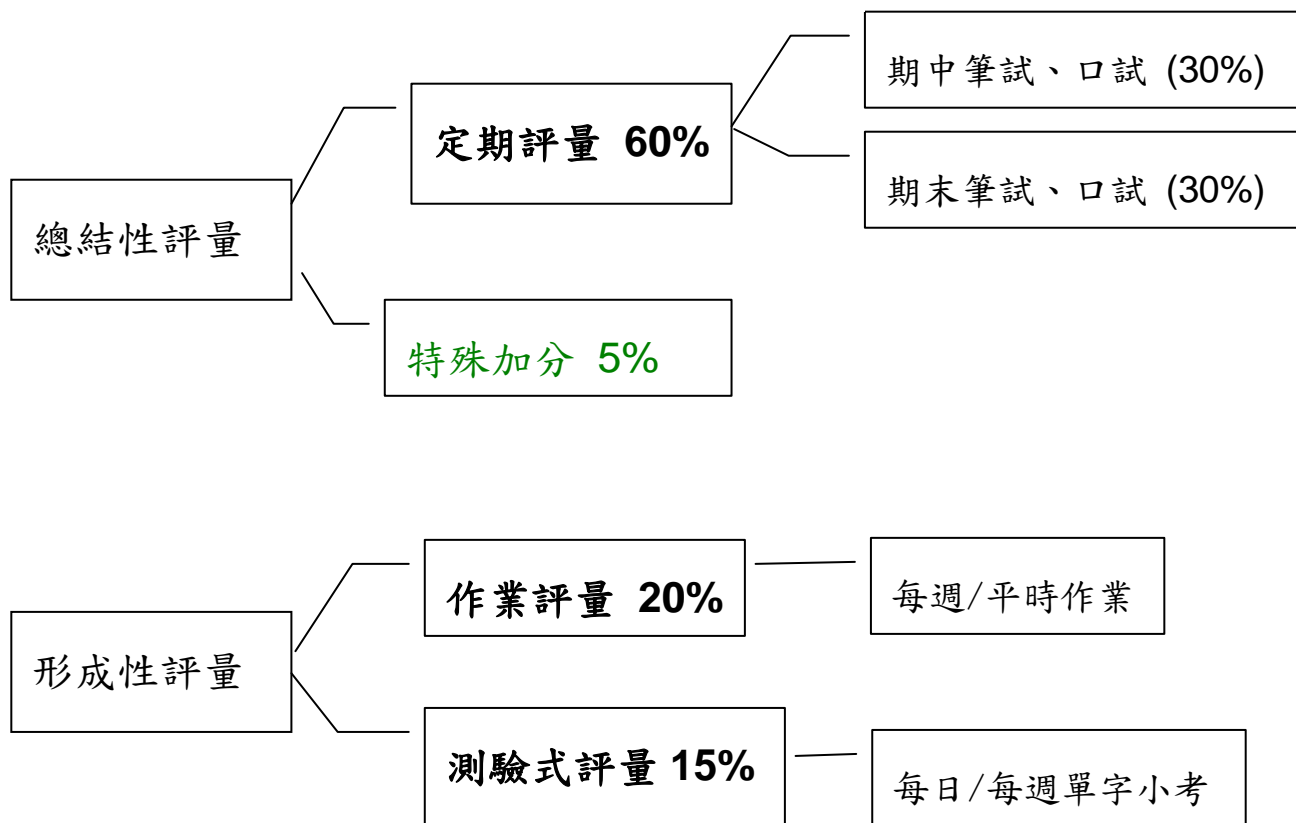 期中筆試、口試 (30%)
定期評量 60%
期末筆試、口試 (30%)
總結性評量
特殊加分 5%
作業評量 20%
每週/平時作業
形成性評量
測驗式評量 15%
每日/每週單字小考